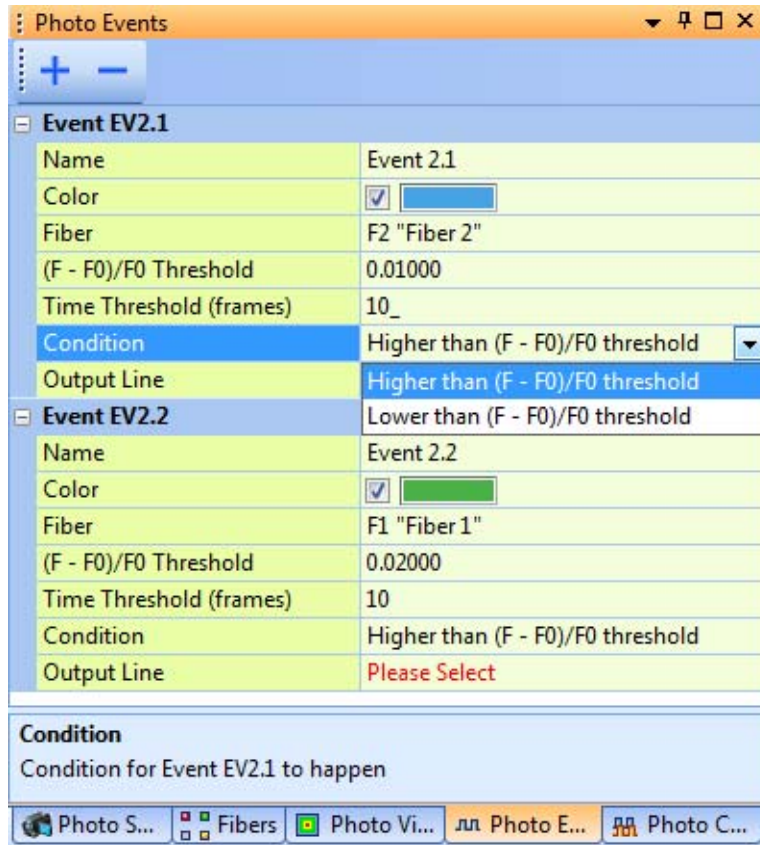 Photo Events
Event EV2.1
Name Event 2.1
Color
Fiber F2 "Fiber 2"
(F - F0)/F0 Threshold 0.01000
Time Threshold (frames) 10_
Condition Higher than (F - F0)/F0 threshold
Output Line Higher than (F - F0)/F0 threshold
Event EV2.2 Lower than (F - F0)/F0 threshold
Name Event 2.2
Color
Fiber F1 "Fiber 1"
(F - F0)/F0 Threshold 0.02000
Time Threshold (frames) 10
Condition Higher than (F - F0)/F0 threshold
Output Line Please Select
Condition
Condition for Event EV2.1 to happen
Photo S... Fibers Photo Vi... Photo E... Photo C...